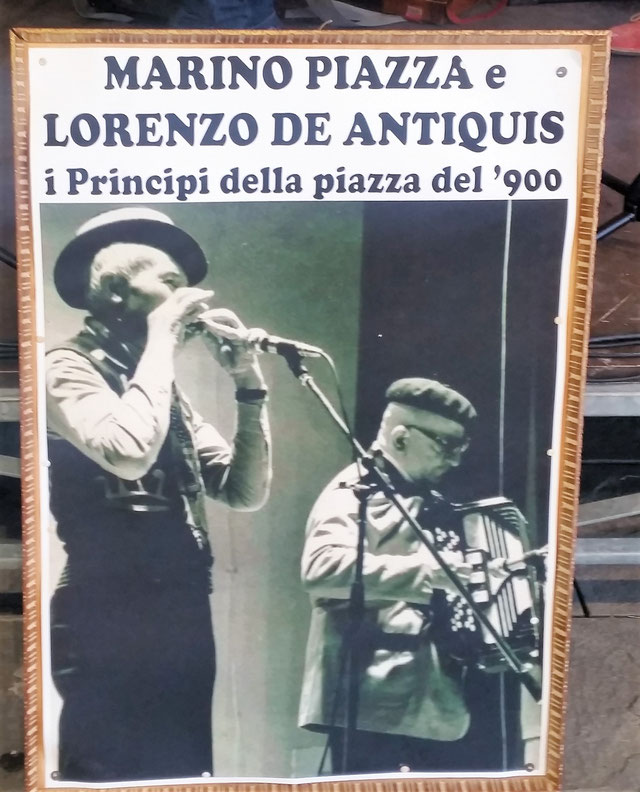 MARINO PIAZZA e
LORENZO DE ANTIQUIS
i Principi della piazza del '900